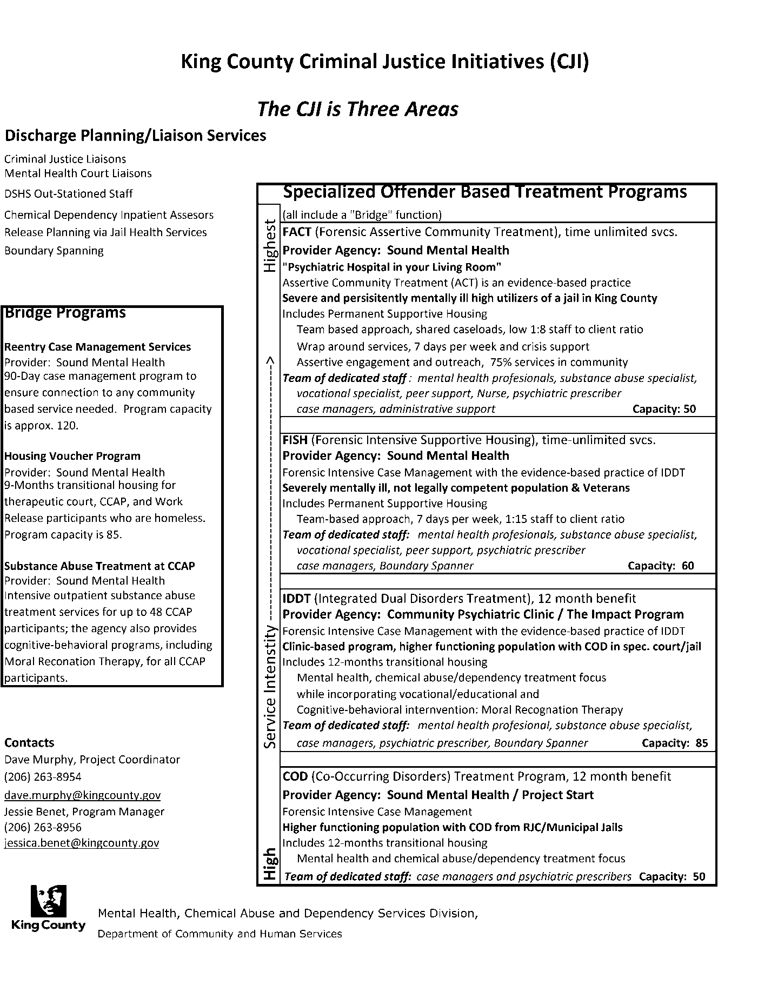 King County Criminal Justice Initiatives (CJI)
The CJI is Three Areas
Discharge Planning/Liaison Services
Criminal Justice Liaisons
Mental Health Court Liaisons
DSHS Out-Stationed Staff
Chemical Dependency Inpatient Assesors
Release Planning via Jail Health Services
Boundary Spanning
Bridge Programs
Reentry Case Management Services
Provider:  Sound Mental Health
90-Day case management program to
ensure connection to any community
based service needed.  Program capacity
is approx. 120.
Housing Voucher Program
Provider:  Sound Mental Health
9-Months transitional housing for
therapeutic court, CCAP, and Work
Release participants who are homeless.
Program capacity is 85.
Substance Abuse Treatment at CCAP
Provider:  Sound Mental Health
Intensive outpatient substance abuse
treatment services for up to 48 CCAP
participants; the agency also provides
cognitive-behavioral programs, including
Moral Reconation Therapy, for all CCAP
participants.
Contacts
Dave Murphy, Project Coordinator
(206) 263-8954
dave.murphy@kingcounty.gov
Jessie Benet, Program Manager
(206) 263-8956
jessica.benet@kingcounty.gov
Specialized Offender Based Treatment Programs
(all include a "Bridge" function)
High Service Intenstity --------------------> Highest
FACT (Forensic Assertive Community Treatment), time unlimited svcs.
Provider Agency:  Sound Mental Health
"Psychiatric Hospital in your Living Room"
Assertive Community Treatment (ACT) is an evidence-based practice
Severe and persisitently mentally ill high utilizers of a jail in King County
Includes Permanent Supportive Housing
Team based approach, shared caseloads, low 1:8 staff to client ratio
Wrap around services, 7 days per week and crisis support
Assertive engagement and outreach,  75% services in community
Team of dedicated staff :  mental health profesionals, substance abuse specialist,
vocational specialist, peer support, Nurse, psychiatric prescriber
case managers, administrative support Capacity: 50
FISH (Forensic Intensive Supportive Housing), time-unlimited svcs.
Provider Agency:  Sound Mental Health
Forensic Intensive Case Management with the evidence-based practice of IDDT
Severely mentally ill, not legally competent population & Veterans
Includes Permanent Supportive Housing
Team-based approach, 7 days per week, 1:15 staff to client ratio
Team of dedicated staff:  mental health profesionals, substance abuse specialist,
vocational specialist, peer support, psychiatric prescriber
case managers, Boundary Spanner Capacity:  60
IDDT (Integrated Dual Disorders Treatment), 12 month benefit
Provider Agency:  Community Psychiatric Clinic / The Impact Program
Forensic Intensive Case Management with the evidence-based practice of IDDT
Clinic-based program, higher functioning population with COD in spec. court/jail
Includes 12-months transitional housing
Mental health, chemical abuse/dependency treatment focus
while incorporating vocational/educational and
Cognitive-behavioral internvention: Moral Recognation Therapy
Team of dedicated staff:  mental health profesional, substance abuse specialist,
case managers, psychiatric prescriber, Boundary Spanner Capacity:  85
COD (Co-Occurring Disorders) Treatment Program, 12 month benefit
Provider Agency:  Sound Mental Health / Project Start
Forensic Intensive Case Management
Higher functioning population with COD from RJC/Municipal Jails
Includes 12-months transitional housing
Mental health and chemical abuse/dependency treatment focus
Team of dedicated staff:  case managers and psychiatric prescribers Capacity:  50
King County
Mental Health, Chemical Abuse and Dependency Services Division,
Department of Community and Human Services